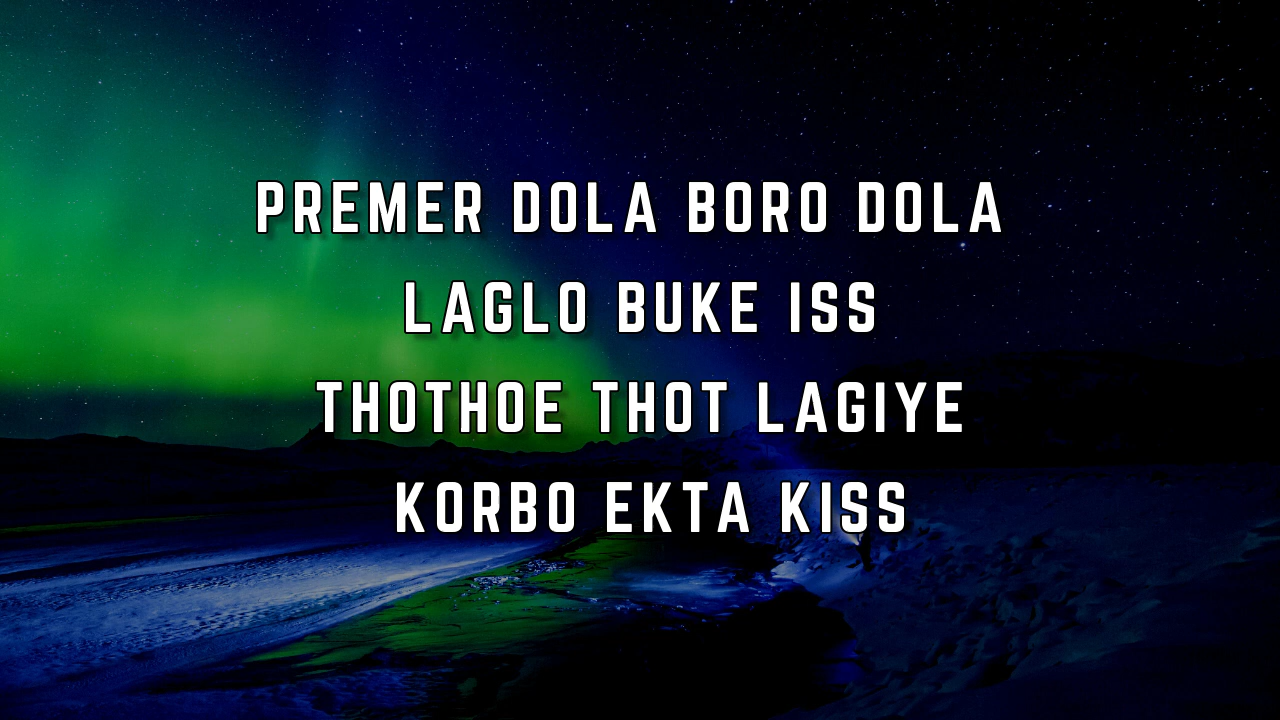 PREMER DOLA BORO DOLA
LAGLO BUKE ISS
THOTHOE THOT LAGIYE
KORBO EKTA KISS